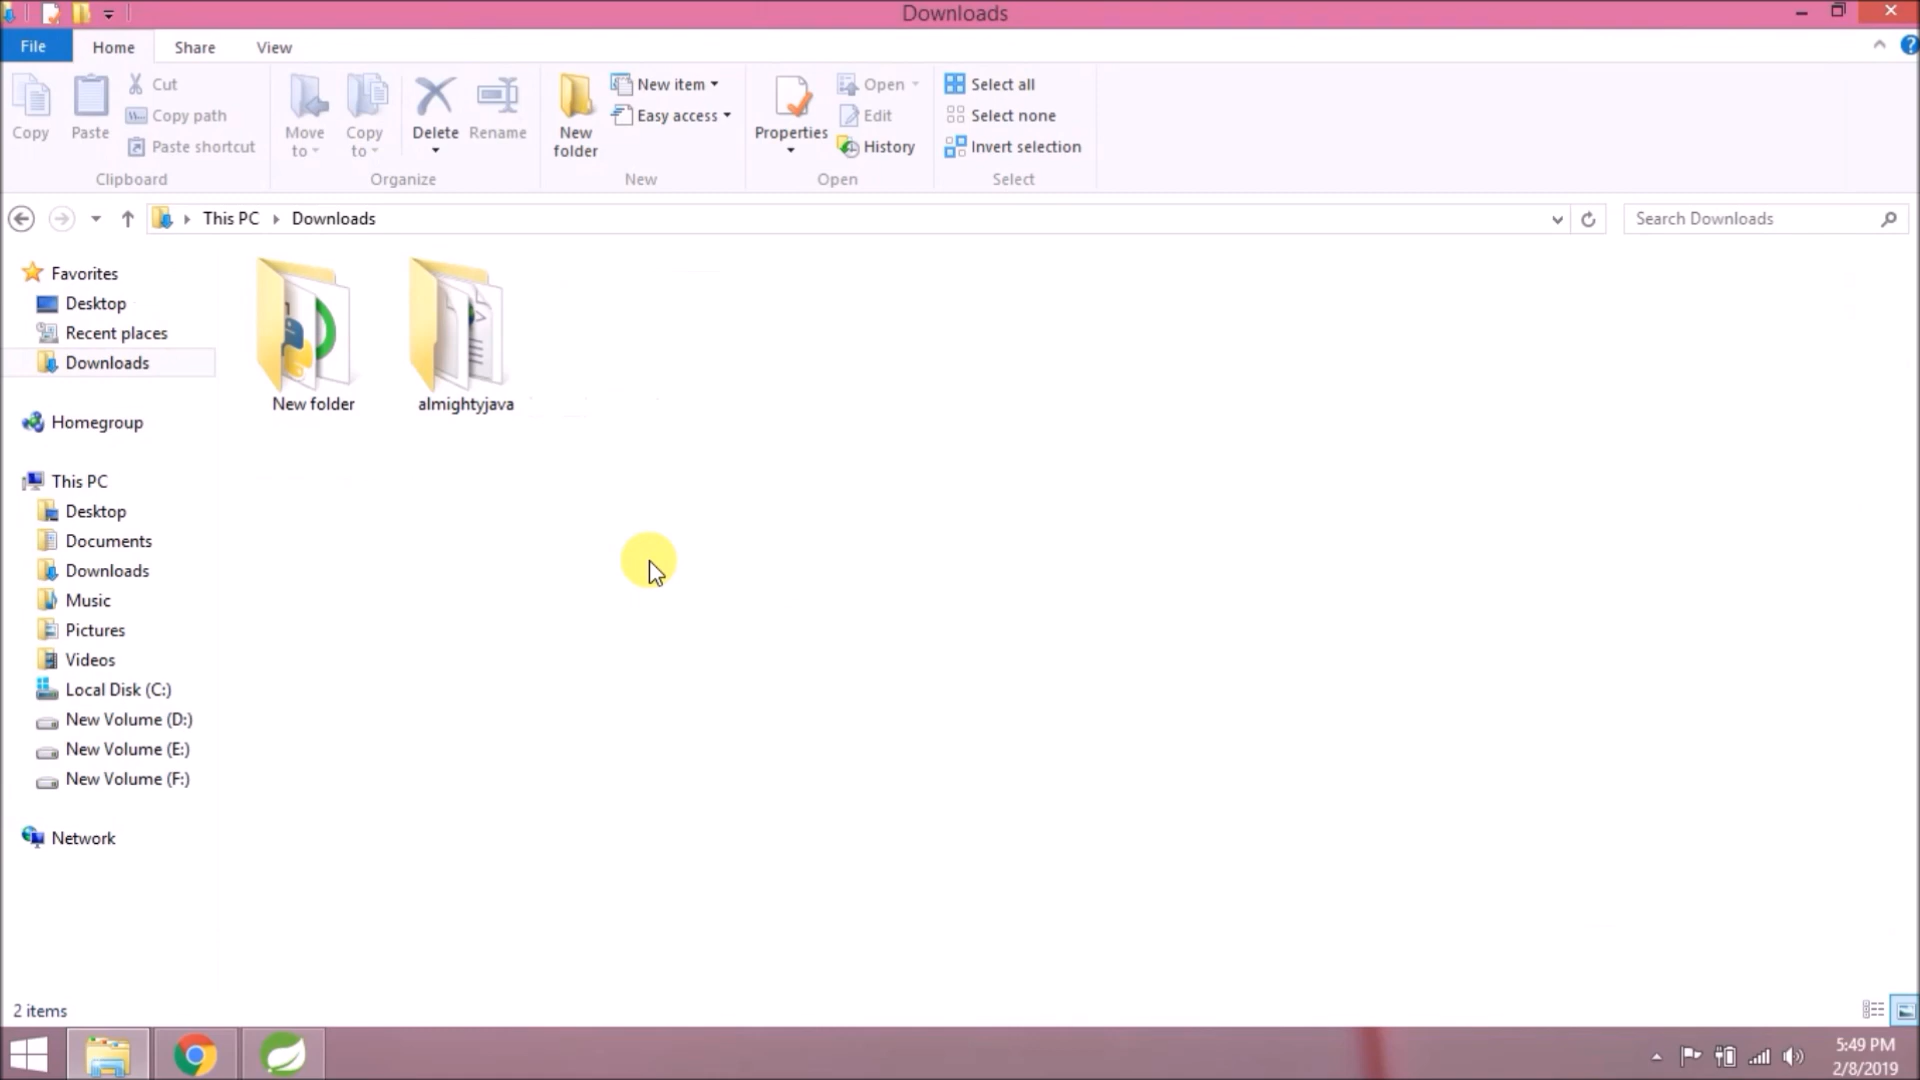 Downloads
File Home Share View
Copy
Paste
Cut
Copy path
Paste shortcut
Clipboard
Move to
Copy to
Delete
Rename
Organize
New folder
New item
Easy access
New
Properties
Open
Edit
History
Open
Select all
Select none
Invert selection
Select
This PC Downloads
Search Downloads
Favorites
Desktop
Recent places
Downloads
Homegroup
This PC
Desktop
Documents
Downloads
Music
Pictures
Videos
Local Disk (C:)
New Volume (D:)
New Volume (E:)
New Volume (F:)
Network
New folder
almightyjava
2 items
5:49 PM
2/8/2019